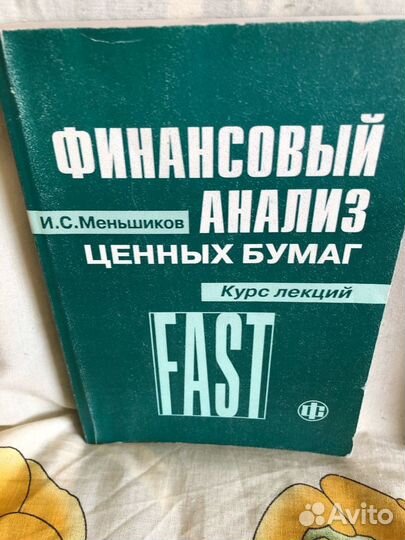 ФИНАНСОВЫЙ
И.С.Меньшиков АНАЛИЗ
ЦЕННЫХ БУМАГ
Курс лекций
FAST
Avito